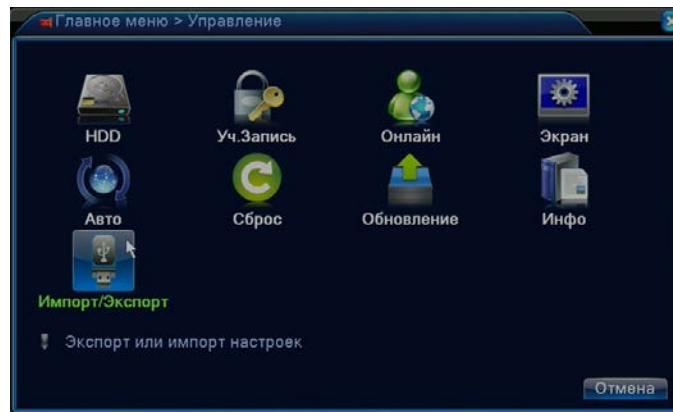 Главное меню > Управление
HDD Уч.Запись Онлайн Экран
Авто Сброс Обновление Инфо
Импорт/Экспорт
Экспорт или импорт настроек
Отмена